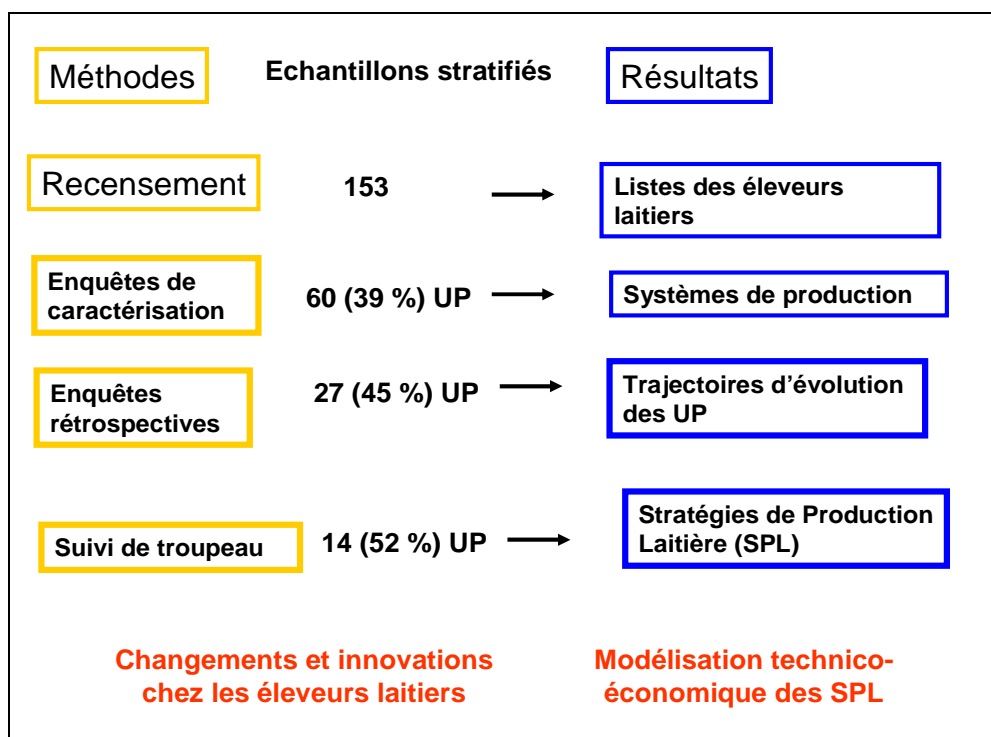 Méthodes
Echantillons stratifiés
Résultats
Recensement
153
Listes des éleveurs
laitiers
Enquêtes de
caractérisation
60 (39 %) UP
Systèmes de production
Enquêtes
rétrospectives
27 (45 %) UP
Trajectoires d’évolution
des UP
Suivi de troupeau
14 (52 %) UP
Stratégies de Production
Laitière (SPL)
Changements et innovations
chez les éleveurs laitiers
Modélisation technico-
économique des SPL